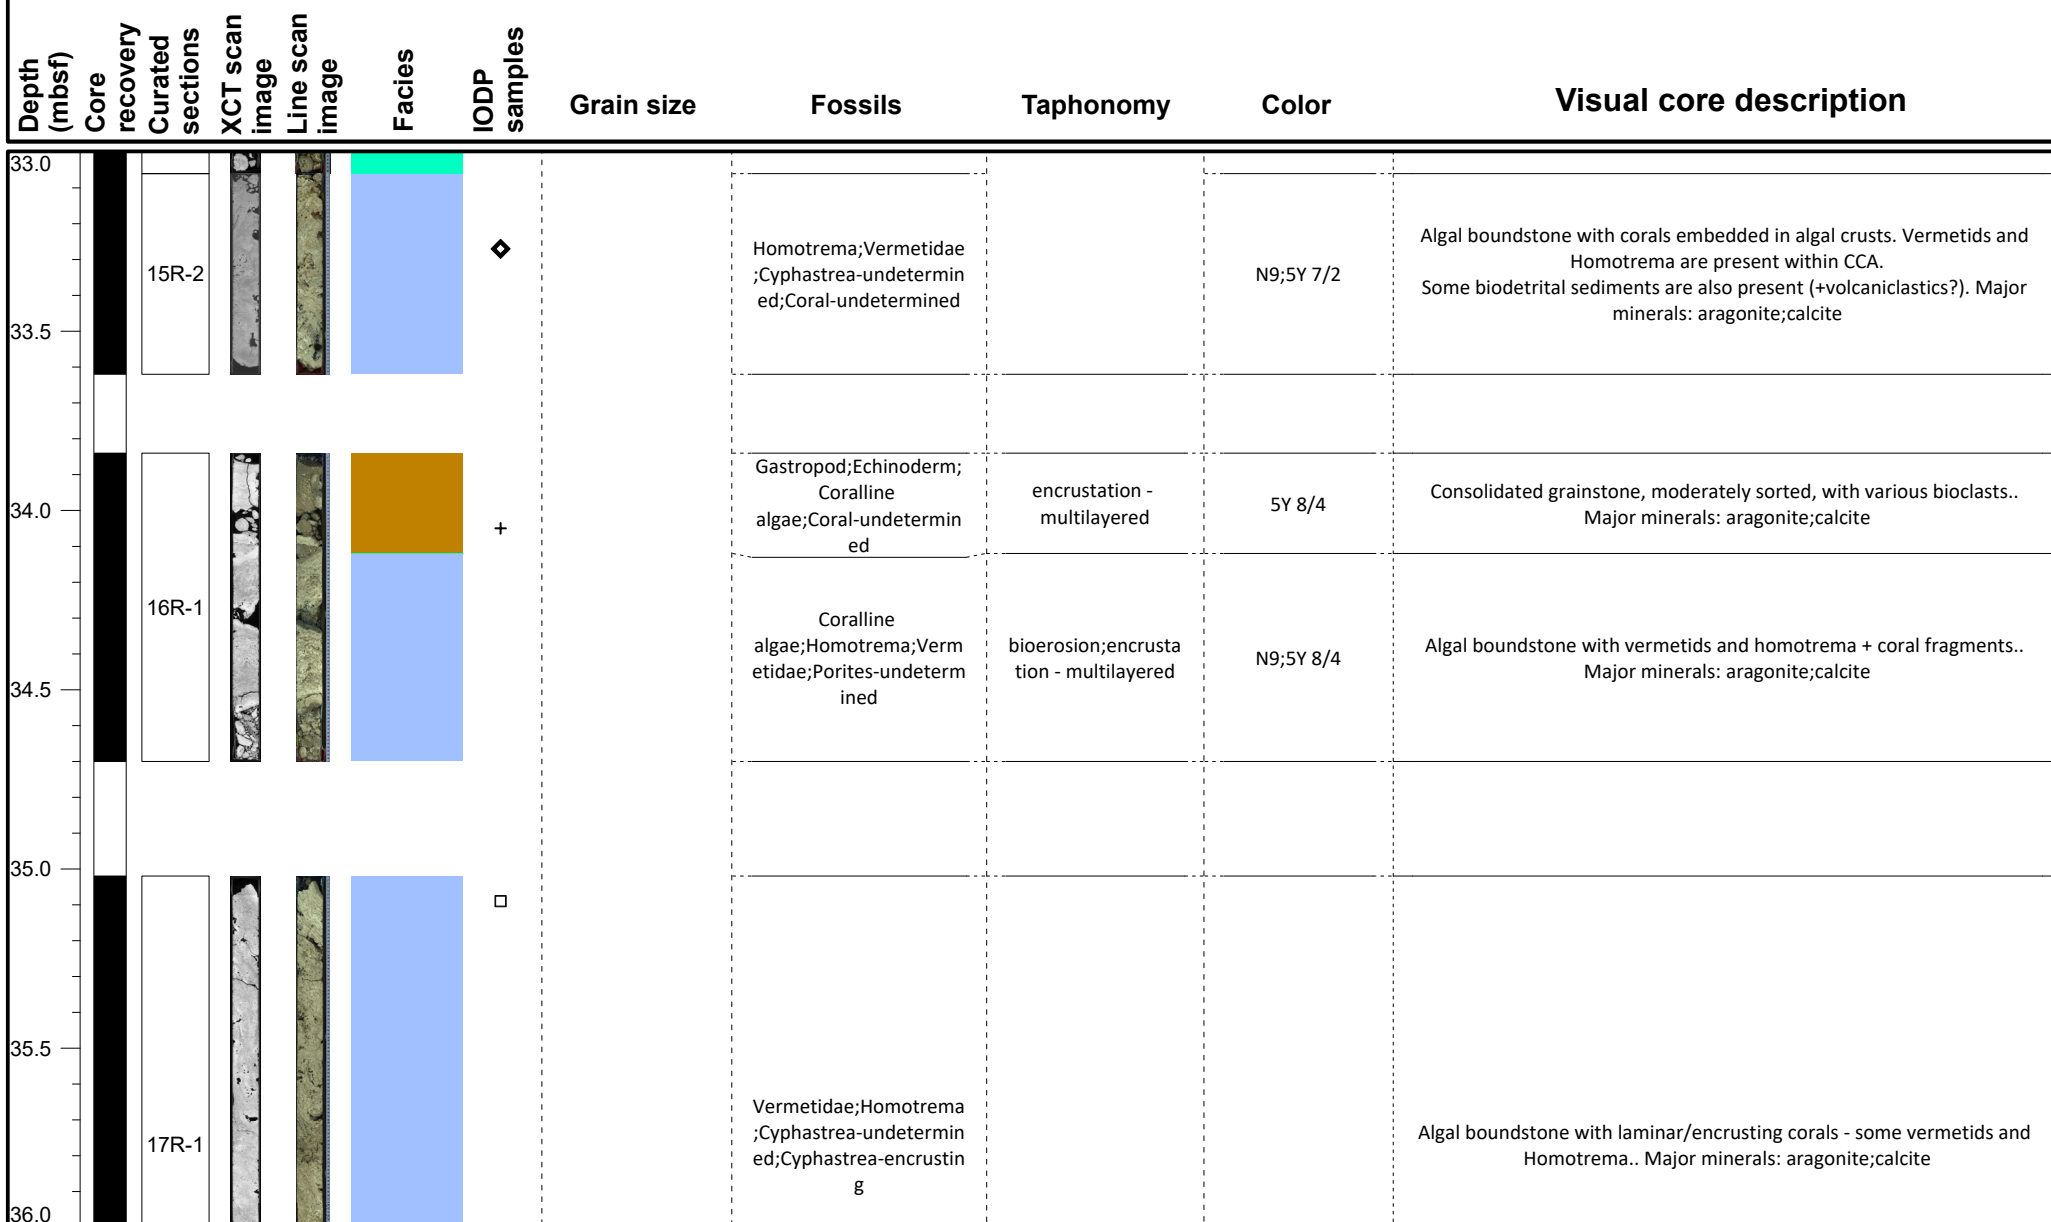 Depth
(mbsf)
Core
recovery
Curated
sections
XCT scan
image
Line scan
image
Facies
IODP
samples
Grain size
Fossils
Taphonomy
Color
Visual core description
33.0
15R-2
Homotrema;Vermetidae
;Cyphastrea-undetermin
ed;Coral-undetermined
N9;5Y 7/2
Algal boundstone with corals embedded in algal crusts. Vermetids and
Homotrema are present within CCA.
Some biodetrital sediments are also present (+volcaniclastics?). Major
minerals: aragonite;calcite
33.5
34.0
Gastropod;Echinoderm;
Coralline
algae;Coral-undetermin
ed
encrustation -
multilayered
5Y 8/4
Consolidated grainstone, moderately sorted, with various bioclasts..
Major minerals: aragonite;calcite
16R-1
Coralline
algae;Homotrema;Verm
etidae;Porites-undeterm
ined
bioerosion;encrusta
tion - multilayered
N9;5Y 8/4
Algal boundstone with vermetids and homotrema + coral fragments..
Major minerals: aragonite;calcite
34.5
35.0
35.5
17R-1
Vermetidae;Homotrema
;Cyphastrea-undetermin
ed;Cyphastrea-encrustin
g
Algal boundstone with laminar/encrusting corals - some vermetids and
Homotrema.. Major minerals: aragonite;calcite
36.0